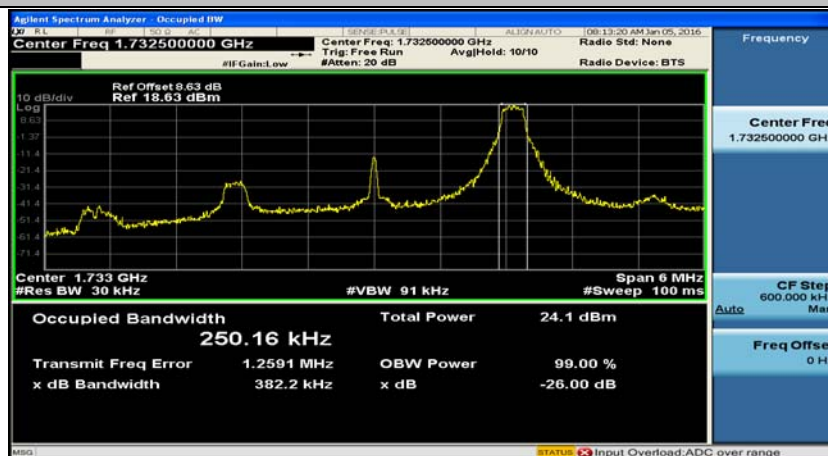 Agilent Spectrum Analyzer - Occupied BW
LXI RL RF 50 Ω AC SENSE:PULSE ALIGN AUTO 08:13:20 AM Jan 05, 2016
Center Freq 1.732500000 GHz Center Freq: 1.732500000 GHz Radio Std: None
Trig: Free Run Avg|Hold: 10/10
#IFGain:Low #Atten: 20 dB Radio Device: BTS
Ref Offset 8.63 dB
10 dB/div Ref 18.63 dBm
Log
8.63
-1.37
-11.4
-21.4
-31.4
-41.4
-51.4
-61.4
-71.4
Center 1.733 GHz Span 6 MHz
#Res BW 30 kHz #VBW 91 kHz #Sweep 100 ms
Occupied Bandwidth Total Power 24.1 dBm
250.16 kHz
Transmit Freq Error 1.2591 MHz OBW Power 99.00 %
x dB Bandwidth 382.2 kHz x dB -26.00 dB
Frequency
Center Fre
1.732500000 GH
CF Step
600.000 kH
Auto Ma
Freq Offse
0 H
MSG STATUS Input Overload:ADC over range